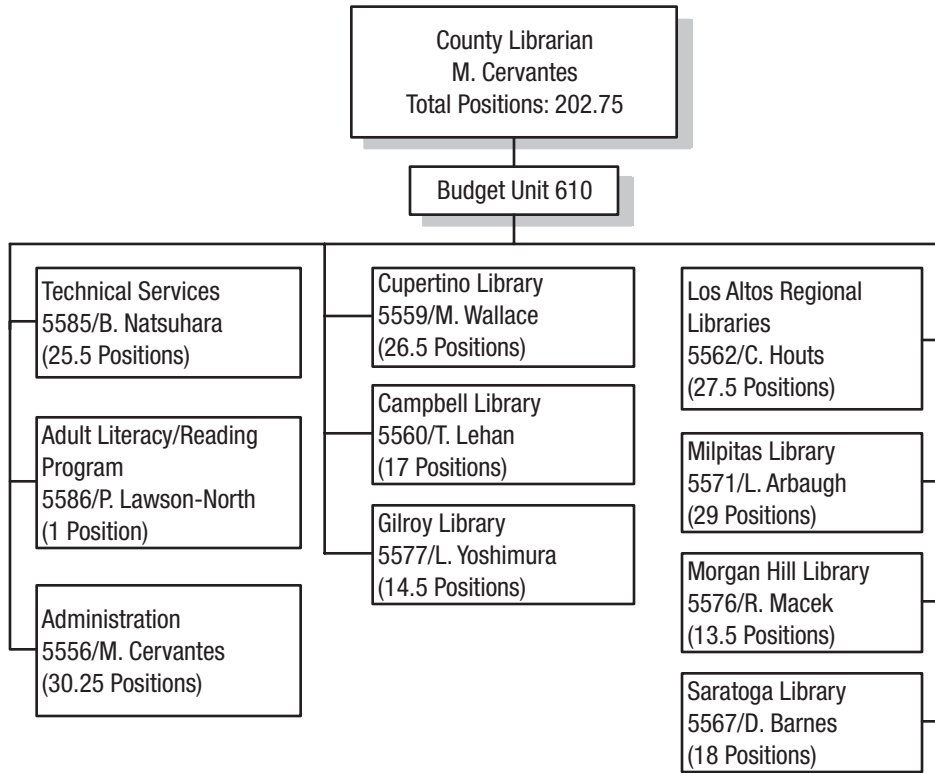 County Librarian
M. Cervantes
Total Positions: 202.75
Budget Unit 610
Technical Services
5585/B. Natsuhara
(25.5 Positions)
Adult Literacy/Reading
Program
5586/P. Lawson-North
(1 Position)
Administration
5556/M. Cervantes
(30.25 Positions)
Cupertino Library
5559/M. Wallace
(26.5 Positions)
Campbell Library
5560/T. Lehan
(17 Positions)
Gilroy Library
5577/L. Yoshimura
(14.5 Positions)
Los Altos Regional
Libraries
5562/C. Houts
(27.5 Positions)
Milpitas Library
5571/L. Arbaugh
(29 Positions)
Morgan Hill Library
5576/R. Macek
(13.5 Positions)
Saratoga Library
5567/D. Barnes
(18 Positions)